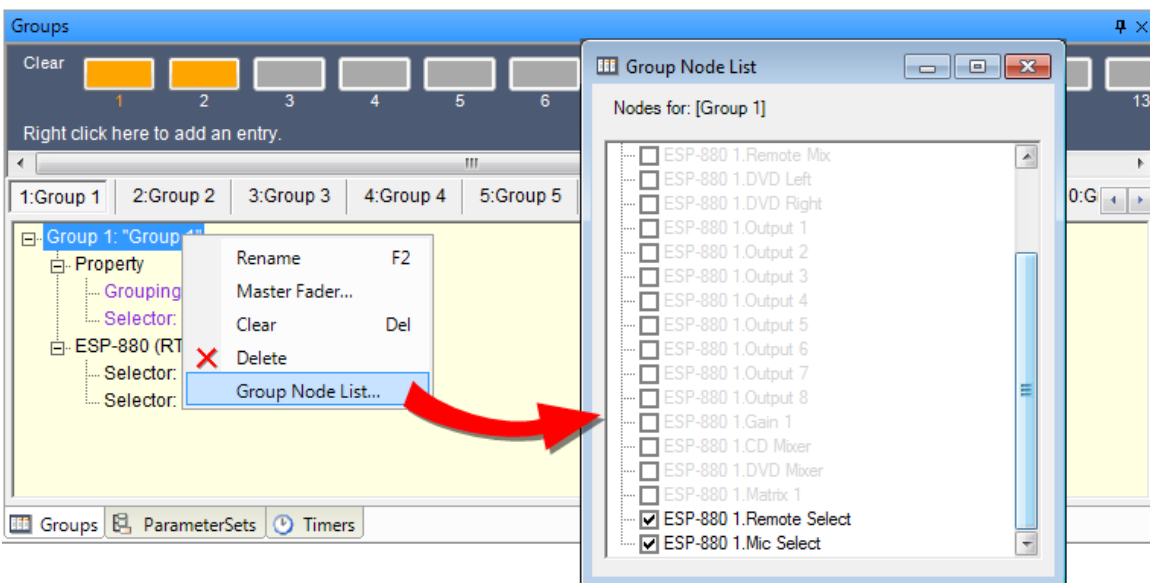 Groups
Clear
1 2 3 4 5 6 13
Right click here to add an entry.
1:Group 1 2:Group 2 3:Group 3 4:Group 4 5:Group 5 0:G
Group 1: "Group 1"
Property
Grouping
Selector:
ESP-880 (RT
Selector:
Selector:
Rename F2
Master Fader...
Clear Del
Delete
Group Node List...
Groups ParameterSets Timers
Group Node List
Nodes for: [Group 1]
ESP-880 1.Remote Mix
ESP-880 1.DVD Left
ESP-880 1.DVD Right
ESP-880 1.Output 1
ESP-880 1.Output 2
ESP-880 1.Output 3
ESP-880 1.Output 4
ESP-880 1.Output 5
ESP-880 1.Output 6
ESP-880 1.Output 7
ESP-880 1.Output 8
ESP-880 1.Gain 1
ESP-880 1.CD Mixer
ESP-880 1.DVD Mixer
ESP-880 1.Matrix 1
ESP-880 1.Remote Select
ESP-880 1.Mic Select